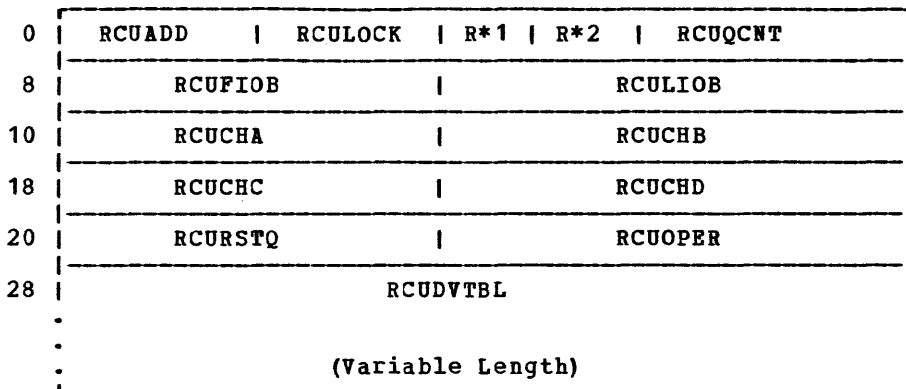 0 | RCUADD | RCULOCK | R*1 | R*2 | RCUQCNT
8 | RCUFIOB | RCULIOB
10 | RCUCHA | RCUCHB
18 | RCUCHC | RCUCHD
20 | RCURSTQ | RCUOPER
28 | RCUDVTBL
(Variable Length)